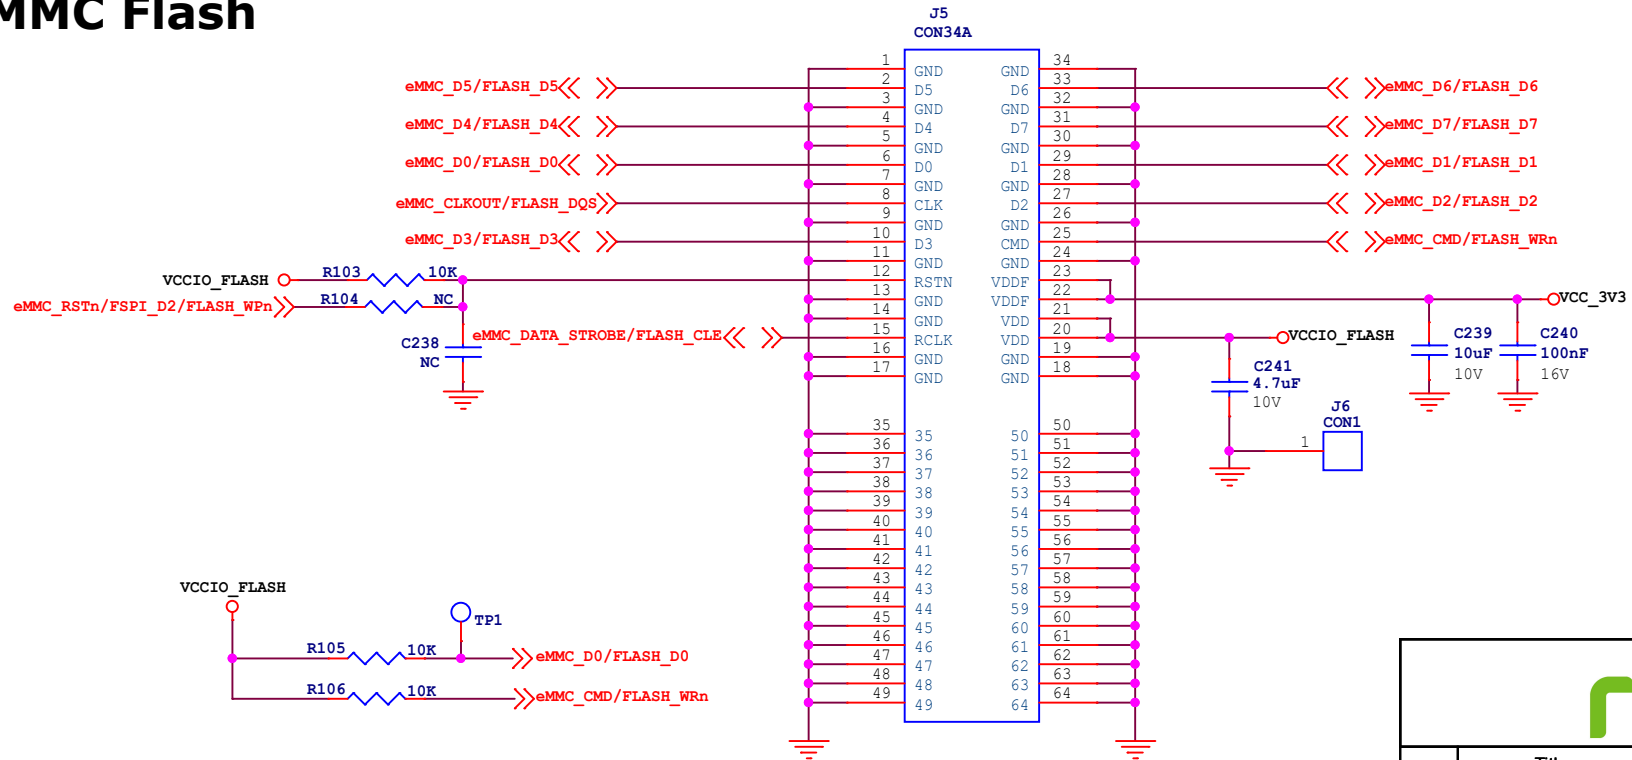 MMC Flash
J5
CON34A
1 GND GND 34
eMMC_D5/FLASH_D5 2 D5 D6 33 eMMC_D6/FLASH_D6
3 GND GND 32
eMMC_D4/FLASH_D4 4 D4 D7 31 eMMC_D7/FLASH_D7
5 GND GND 30
eMMC_D0/FLASH_D0 6 D0 D1 29 eMMC_D1/FLASH_D1
7 GND GND 28
eMMC_CLKOUT/FLASH_DQS 8 CLK D2 27 eMMC_D2/FLASH_D2
9 GND GND 26
eMMC_D3/FLASH_D3 10 D3 CMD 25 eMMC_CMD/FLASH_WRn
11 GND GND 24
VCCIO_FLASH R103 10K 12 RSTN VDDF 23
eMMC_RSTn/FSPI_D2/FLASH_WPn R104 NC 13 GND VDDF 22 VCC_3V3
14 GND VDD 21
eMMC_DATA_STROBE/FLASH_CLE 15 RCLK VDD 20 VCCIO_FLASH
C238
NC
16 GND GND 19
17 GND GND 18
C239
10uF
10V
C240
100nF
16V
C241
4.7uF
10V
J6
CON1
1
35 35 50 50
36 36 51 51
37 37 52 52
38 38 53 53
39 39 54 54
40 40 55 55
41 41 56 56
42 42 57 57
43 43 58 58
44 44 59 59
45 45 60 60
46 46 61 61
47 47 62 62
48 48 63 63
49 49 64 64
VCCIO_FLASH
TP1
R105 10K eMMC_D0/FLASH_D0
R106 10K eMMC_CMD/FLASH_WRn